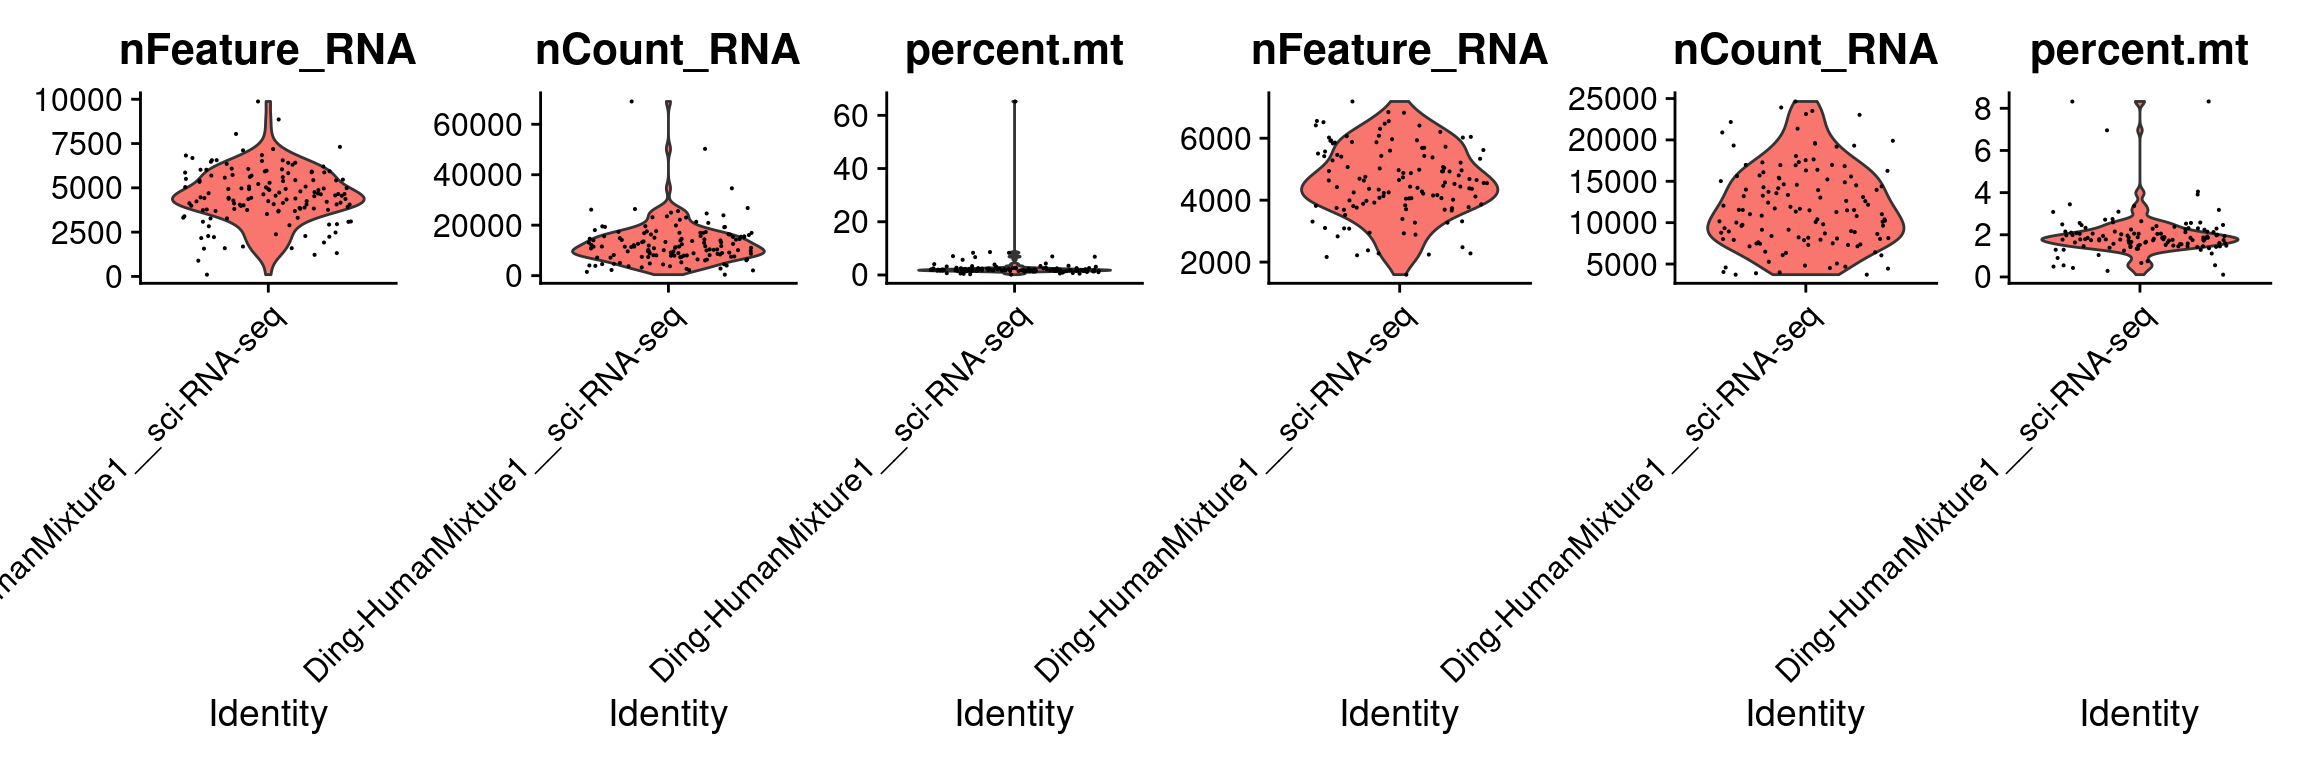 nFeature_RNA
10000
7500
5000
2500
0
manMixture1__sci-RNA-seq
Identity
nCount_RNA
60000
40000
20000
0
Ding-HumanMixture1__sci-RNA-seq
Identity
percent.mt
60
40
20
0
Ding-HumanMixture1__sci-RNA-seq
Identity
nFeature_RNA
6000
4000
2000
Ding-HumanMixture1__sci-RNA-seq
Identity
nCount_RNA
25000
20000
15000
10000
5000
Ding-HumanMixture1__sci-RNA-seq
Identity
percent.mt
8
6
4
2
0
Ding-HumanMixture1__sci-RNA-seq
Identity